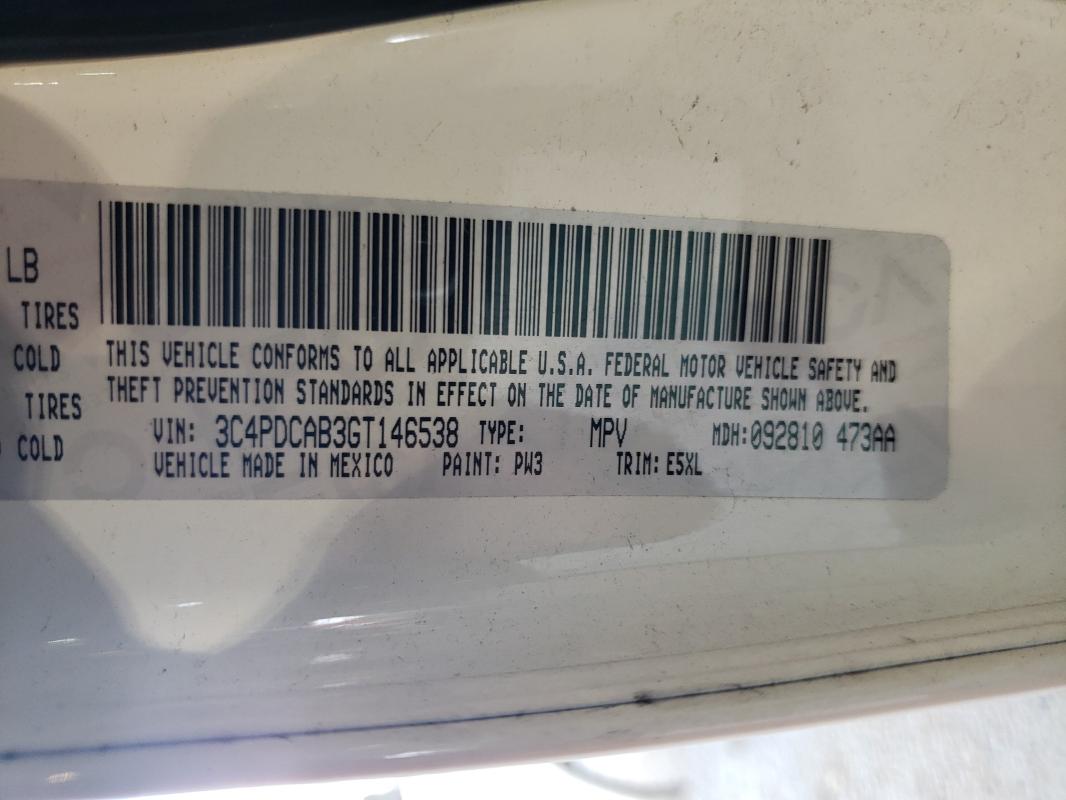 LB
TIRES
COLD
TIRES
COLD
THIS VEHICLE CONFORMS TO ALL APPLICABLE U.S.A. FEDERAL MOTOR VEHICLE SAFETY AND
THEFT PREVENTION STANDARDS IN EFFECT ON THE DATE OF MANUFACTURE SHOWN ABOVE.
VIN: 3C4PDCAB3GT146538 TYPE: MPV MDH:092810 473AA
VEHICLE MADE IN MEXICO PAINT: PW3 TRIM: E5XL